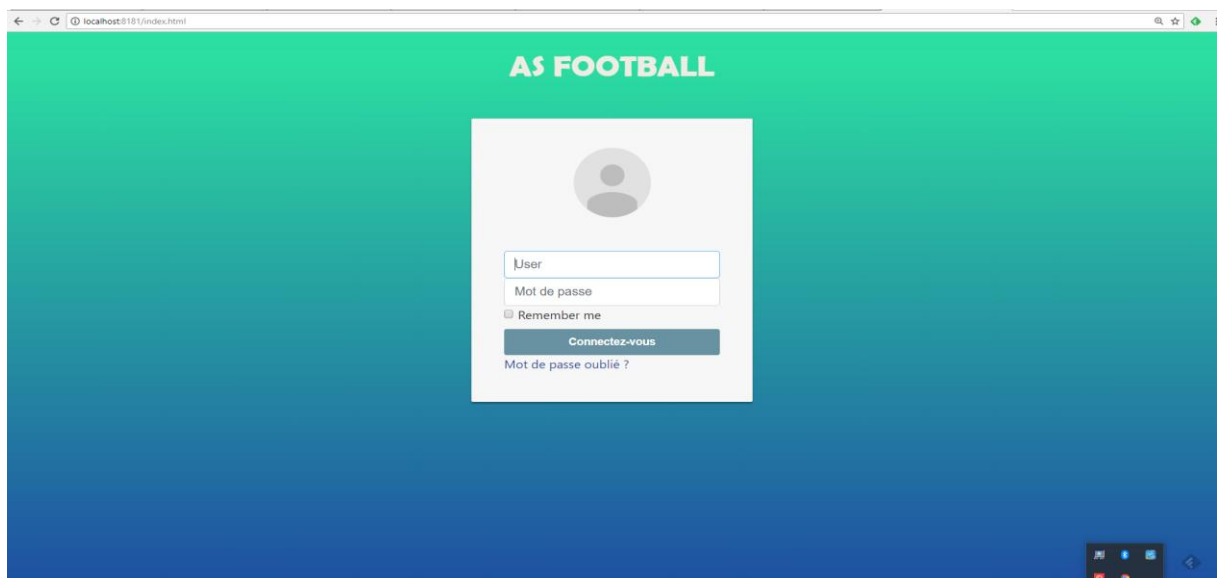 localhost:8181/index.html
AS FOOTBALL
User
Mot de passe
Remember me
Connectez-vous
Mot de passe oublié ?